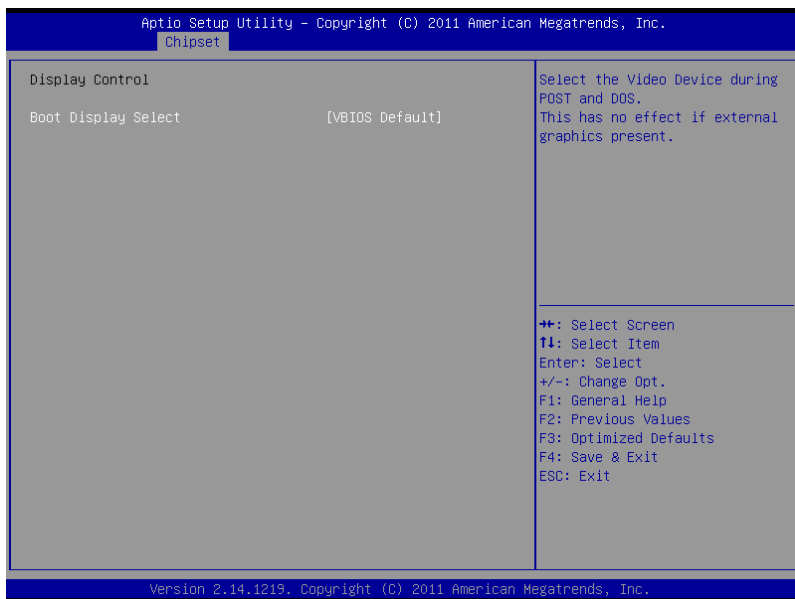 Aptio Setup Utility – Copyright (C) 2011 American Megatrends, Inc.
Chipset
Display Control
Boot Display Select [VBIOS Default]
Select the Video Device during
POST and DOS.
This has no effect if external
graphics present.
→←: Select Screen
↑↓: Select Item
Enter: Select
+/-: Change Opt.
F1: General Help
F2: Previous Values
F3: Optimized Defaults
F4: Save & Exit
ESC: Exit
Version 2.14.1219. Copyright (C) 2011 American Megatrends, Inc.